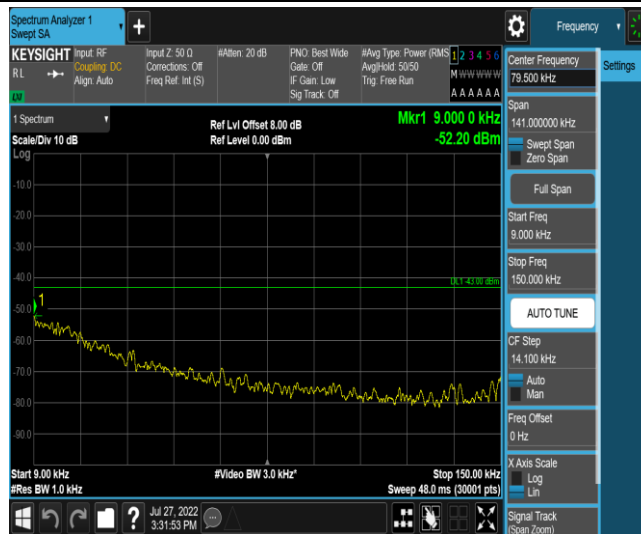 Spectrum Analyzer 1
Swept SA
Frequency
KEYSIGHT
RL
LXI
Input: RF
Coupling: DC
Align: Auto
Input Z: 50 Ω
Corrections: Off
Freq Ref: Int (S)
#Atten: 20 dB
PNO: Best Wide
Gate: Off
IF Gain: Low
Sig Track: Off
#Avg Type: Power (RMS
Avg|Hold: 50/50
Trig: Free Run
1 2 3 4 5 6
M W W W W W
A A A A A A
1 Spectrum
Scale/Div 10 dB
Log
Ref Lvl Offset 8.00 dB
Ref Level 0.00 dBm
Mkr1 9.000 0 kHz
-52.20 dBm
-10.0
-20.0
-30.0
-40.0
-50.0
-60.0
-70.0
-80.0
-90.0
DL1 -43.00 dBm
1
Start 9.00 kHz
#Res BW 1.0 kHz
#Video BW 3.0 kHz*
Stop 150.00 kHz
Sweep 48.0 ms (30001 pts)
Jul 27, 2022
3:31:53 PM
Center Frequency
79.500 kHz
Settings
Span
141.000000 kHz
Swept Span
Zero Span
Full Span
Start Freq
9.000 kHz
Stop Freq
150.000 kHz
AUTO TUNE
CF Step
14.100 kHz
Auto
Man
Freq Offset
0 Hz
X Axis Scale
Log
Lin
Signal Track
(Span Zoom)